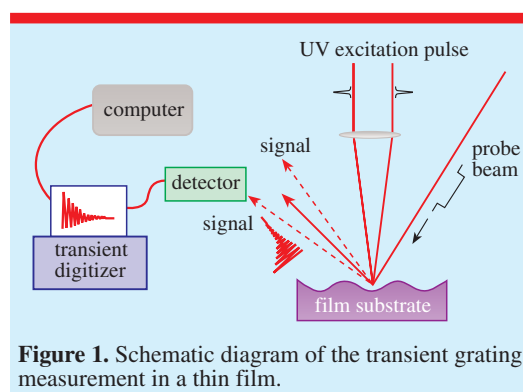 UV excitation pulse
computer
signal
probe
beam
detector
signal
transient
digitizer
film substrate
Figure 1. Schematic diagram of the transient grating
measurement in a thin film.